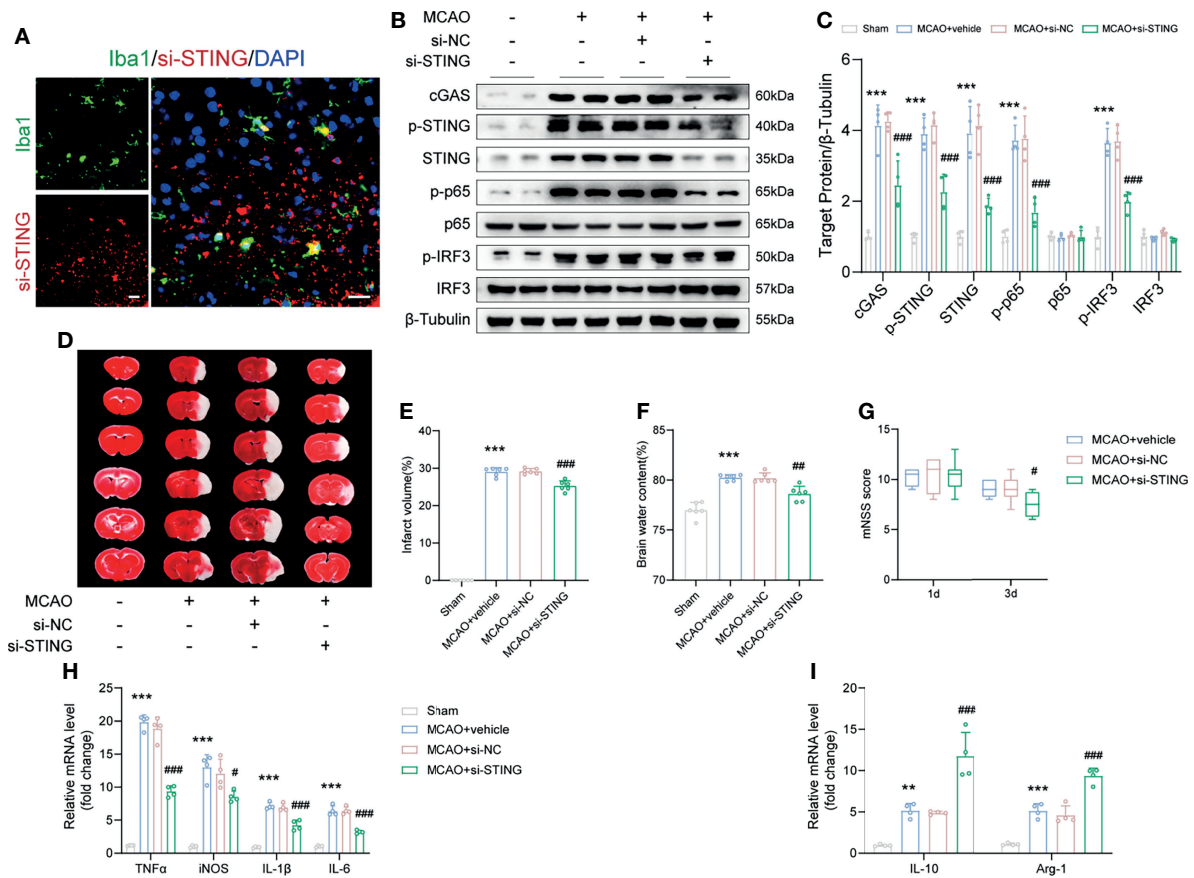 A
Iba1/si-STING/DAPI
Iba1
si-STING
B
MCAO - + + +
si-NC - - + -
si-STING - - - +
cGAS 60kDa
p-STING 40kDa
STING 35kDa
p-p65 65kDa
p65 65kDa
p-IRF3 50kDa
IRF3 57kDa
β-Tubulin 55kDa
C
Sham MCAO+vehicle MCAO+si-NC MCAO+si-STING
Target Protein/β-Tubulin
6
4
2
0
*** *** *** *** ***
### ### ### ### ###
cGAS p-STING STING p-p65 p65 p-IRF3 IRF3
D
MCAO - + + +
si-NC - - + -
si-STING - - - +
E
Infarct volume(%)
40
30
20
10
0
***
###
Sham MCAO+vehicle MCAO+si-NC MCAO+si-STING
F
Brain water content(%)
85
80
75
70
***
##
Sham MCAO+vehicle MCAO+si-NC MCAO+si-STING
G
mNSS score
15
10
5
0
#
1d 3d
MCAO+vehicle
MCAO+si-NC
MCAO+si-STING
H
Relative mRNA level
(fold change)
25
20
15
10
5
0
*** *** *** ***
### # ### ###
TNFα iNOS IL-1β IL-6
Sham
MCAO+vehicle
MCAO+si-NC
MCAO+si-STING
I
Relative mRNA level
(fold change)
20
15
10
5
0
** ***
### ###
IL-10 Arg-1